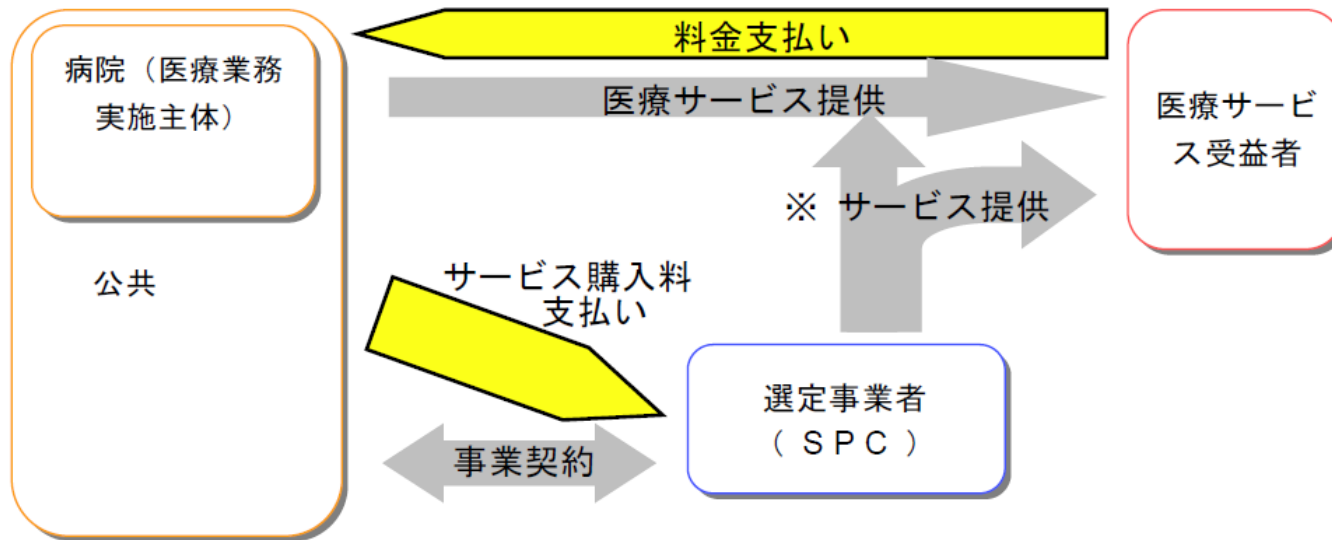 料金支払い
病院（医療業務
実施主体）
医療サービス提供
医療サービ
ス受益者
※ サービス提供
公共
サービス購入料
支払い
選定事業者
（ ＳＰＣ ）
事業契約